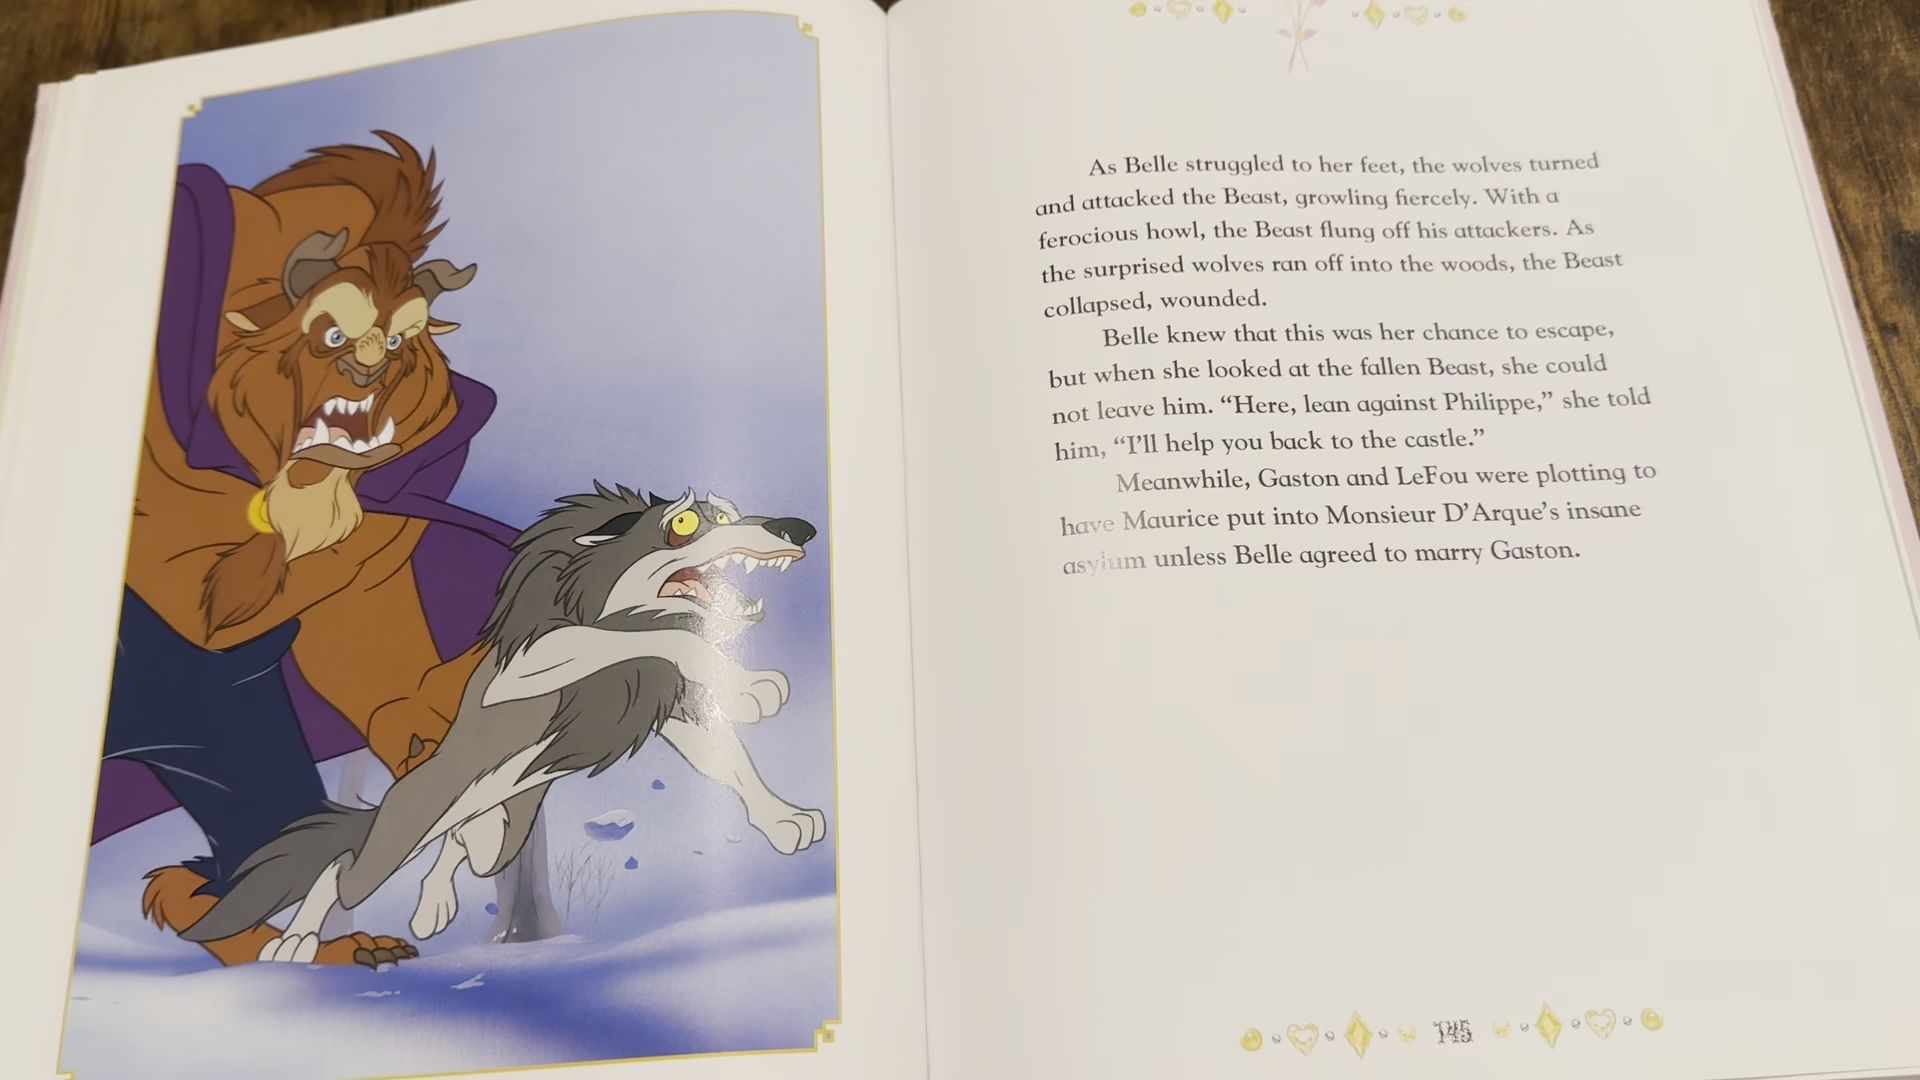 As Belle struggled to her feet, the wolves turned
and attacked the Beast, growling fiercely. With a
ferocious howl, the Beast flung off his attackers. As
the surprised wolves ran off into the woods, the Beast
collapsed, wounded.
Belle knew that this was her chance to escape,
but when she looked at the fallen Beast, she could
not leave him. “Here, lean against Philippe,” she told
him, “I’ll help you back to the castle.”
Meanwhile, Gaston and LeFou were plotting to
have Maurice put into Monsieur D’Arque’s insane
asylum unless Belle agreed to marry Gaston.
145